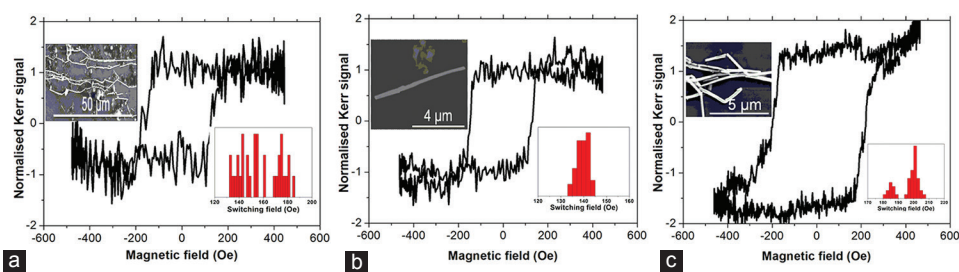 2
1
0
-1
-2
Normalised Kerr signal
50 µm
120 140 160 180 200
Switching field (Oe)
-600 -400 -200 0 200 400 600
Magnetic field (Oe)
a
2
1
0
-1
-2
Normalised Kerr signal
4 µm
120 130 140 150 160
Switching field (Oe)
-600 -400 -200 0 200 400 600
Magnetic field (Oe)
b
2
1
0
-1
-2
Normalised Kerr signal
5 µm
170 180 190 200 210 220
Switching field (Oe)
-600 -400 -200 0 200 400 600
Magnetic field (Oe)
c